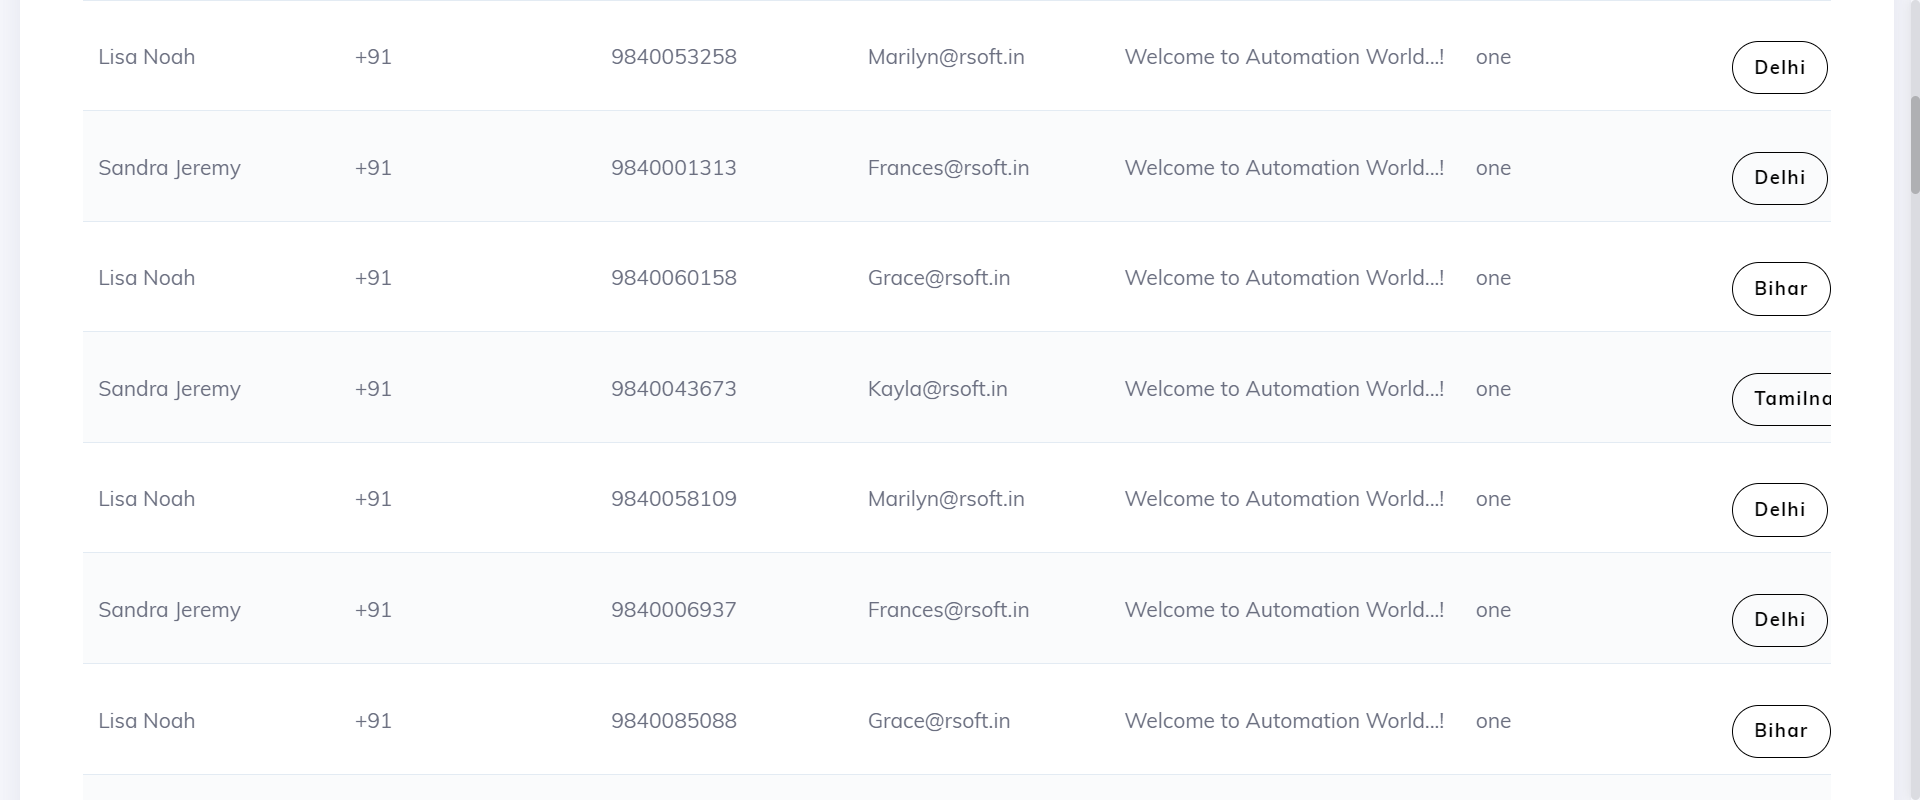 Lisa Noah +91 9840053258 Marilyn@rsoft.in Welcome to Automation World...! one Delhi
Sandra Jeremy +91 9840001313 Frances@rsoft.in Welcome to Automation World...! one Delhi
Lisa Noah +91 9840060158 Grace@rsoft.in Welcome to Automation World...! one Bihar
Sandra Jeremy +91 9840043673 Kayla@rsoft.in Welcome to Automation World...! one Tamilna
Lisa Noah +91 9840058109 Marilyn@rsoft.in Welcome to Automation World...! one Delhi
Sandra Jeremy +91 9840006937 Frances@rsoft.in Welcome to Automation World...! one Delhi
Lisa Noah +91 9840085088 Grace@rsoft.in Welcome to Automation World...! one Bihar